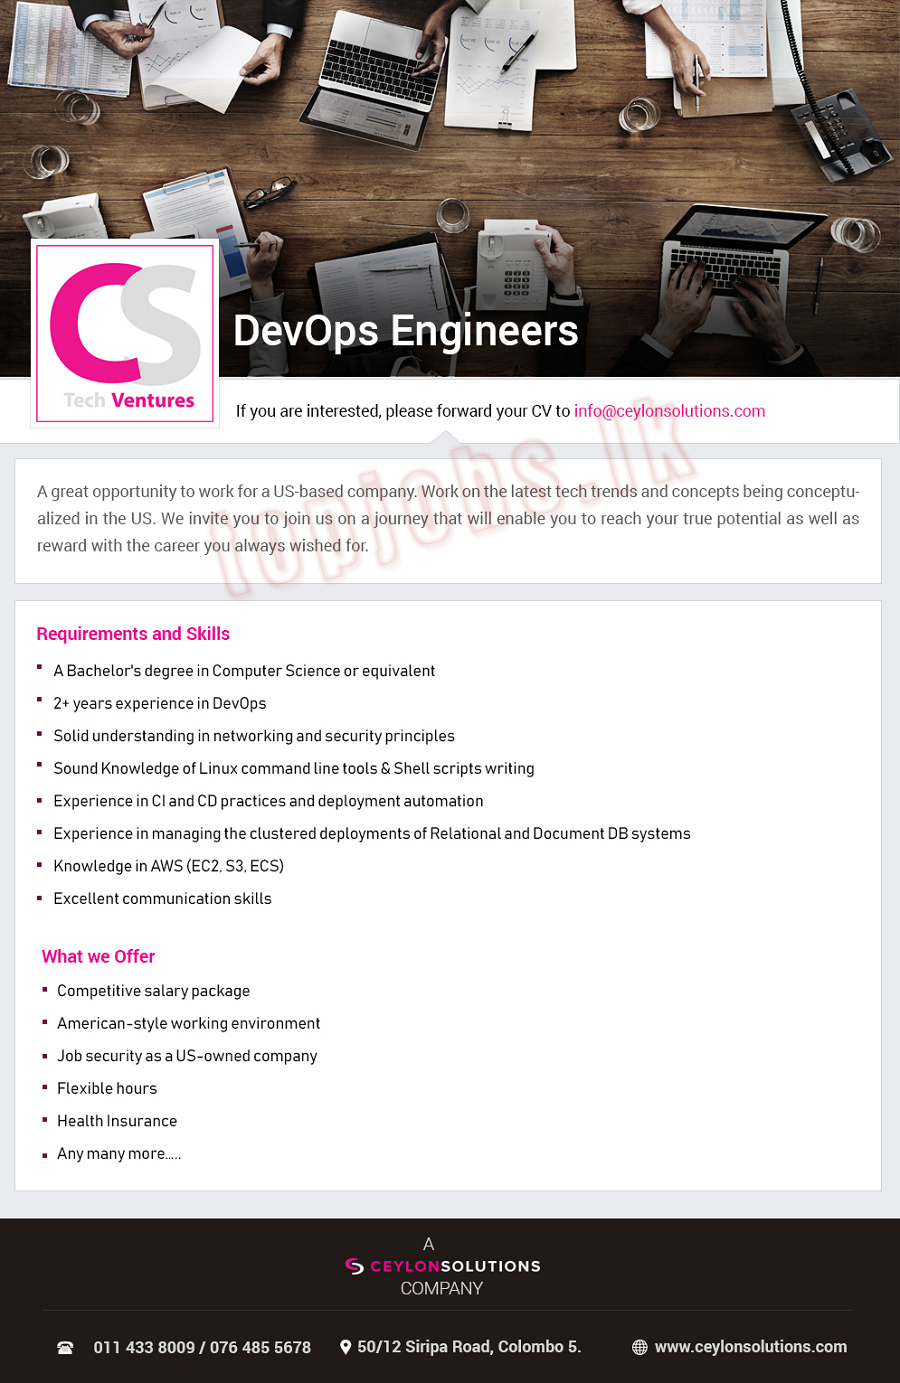 CS
Tech Ventures
DevOps Engineers
If you are interested, please forward your CV to info@ceylonsolutions.com
topjobs.lk
A great opportunity to work for a US-based company. Work on the latest tech trends and concepts being conceptu-
alized in the US. We invite you to join us on a journey that will enable you to reach your true potential as well as
reward with the career you always wished for.
Requirements and Skills
A Bachelor's degree in Computer Science or equivalent
2+ years experience in DevOps
Solid understanding in networking and security principles
Sound Knowledge of Linux command line tools & Shell scripts writing
Experience in CI and CD practices and deployment automation
Experience in managing the clustered deployments of Relational and Document DB systems
Knowledge in AWS (EC2, S3, ECS)
Excellent communication skills
What we Offer
Competitive salary package
American-style working environment
Job security as a US-owned company
Flexible hours
Health Insurance
Any many more.....
A
CEYLONSOLUTIONS
COMPANY
011 433 8009 / 076 485 5678
50/12 Siripa Road, Colombo 5.
www.ceylonsolutions.com